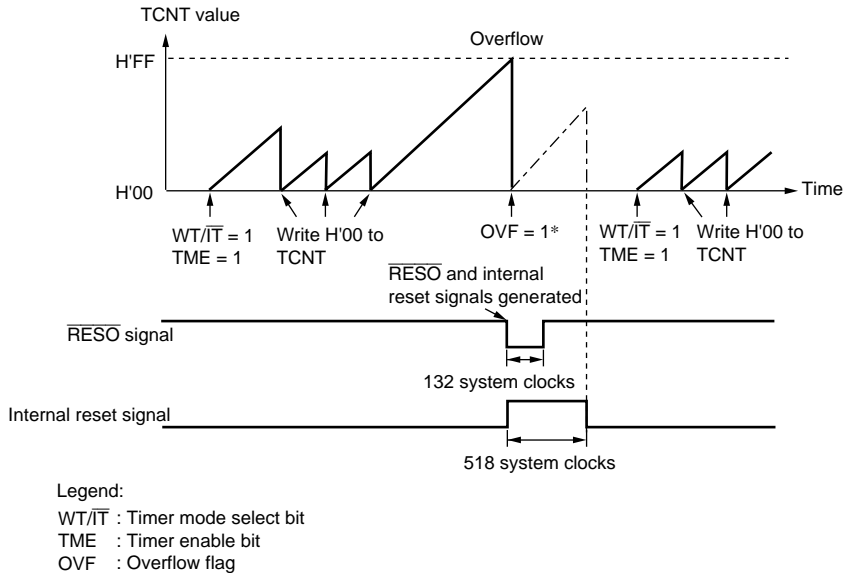 TCNT value
Overflow
H'FF
H'00
Time
WT/IT = 1
TME = 1
Write H'00 to
TCNT
OVF = 1*
WT/IT = 1
TME = 1
Write H'00 to
TCNT
RESO and internal
reset signals generated
RESO signal
132 system clocks
Internal reset signal
518 system clocks
Legend:
WT/IT : Timer mode select bit
TME : Timer enable bit
OVF : Overflow flag